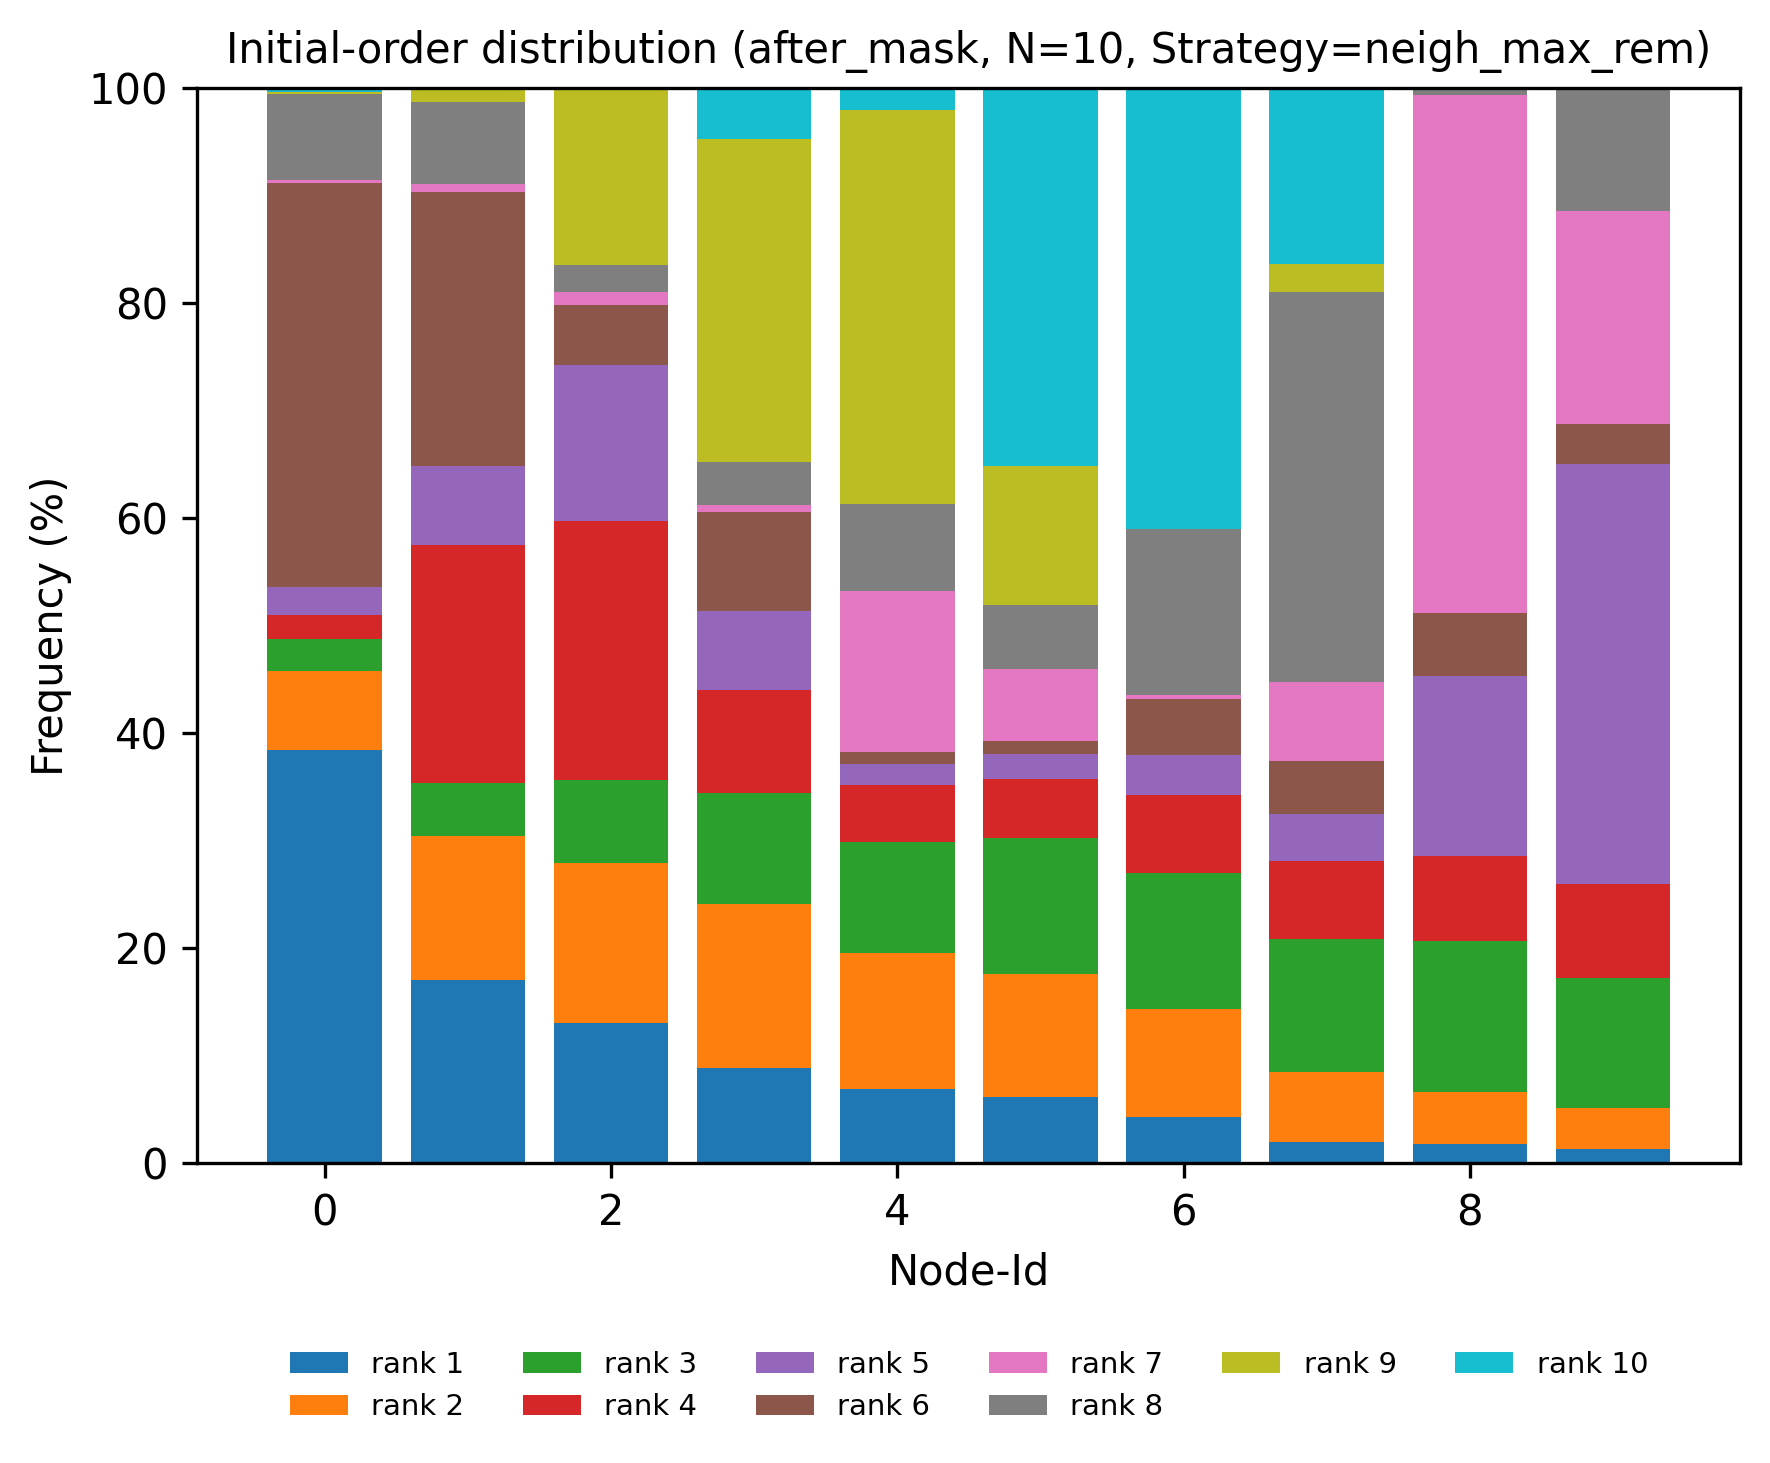 Initial-order distribution (after_mask, N=10, Strategy=neigh_max_rem)
100
80
60
40
20
0
Frequency (%)
0 2 4 6 8
Node-Id
rank 1 rank 3 rank 5 rank 7 rank 9 rank 10
rank 2 rank 4 rank 6 rank 8